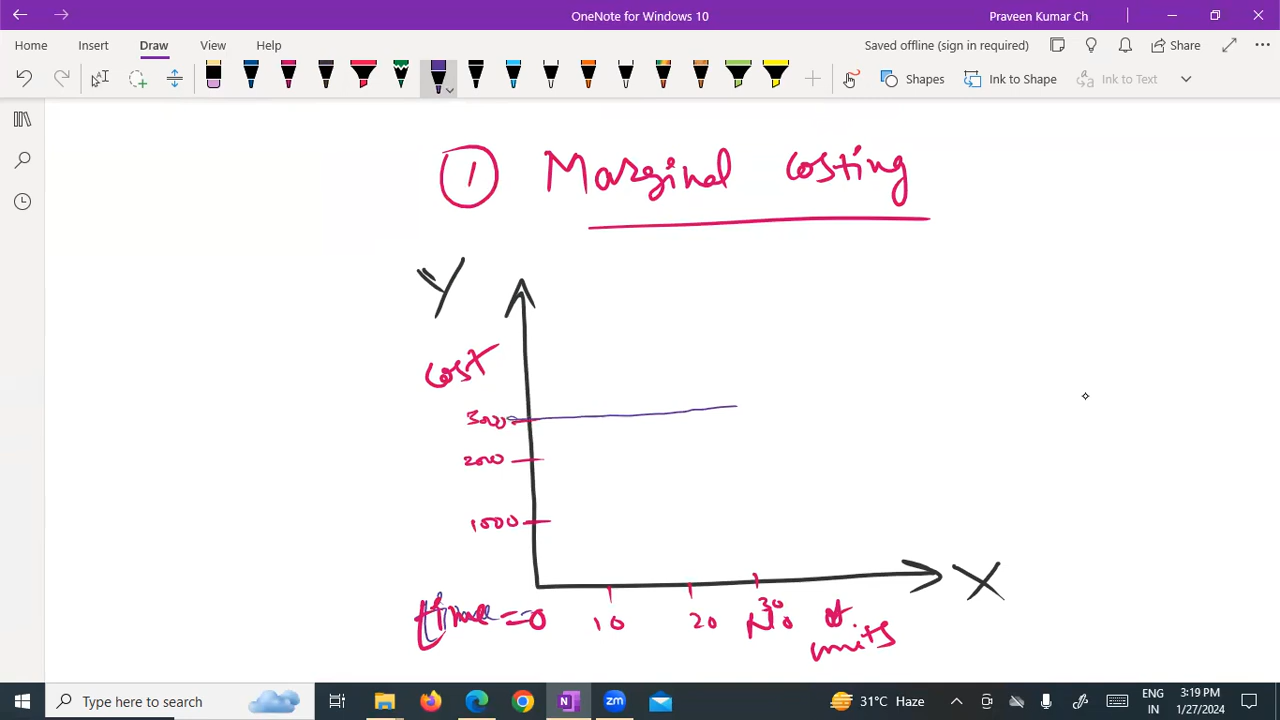 OneNote for Windows 10
Praveen Kumar Ch
Home Insert Draw View Help
Saved offline (sign in required)
Share
Shapes
Ink to Shape
Ink to Text
① Marginal costing
Y
cost
3000
2000
1000
X
time = 0 10 20 30
No of
units
Type here to search
31°C Haze
ENG
IN
3:19 PM
1/27/2024